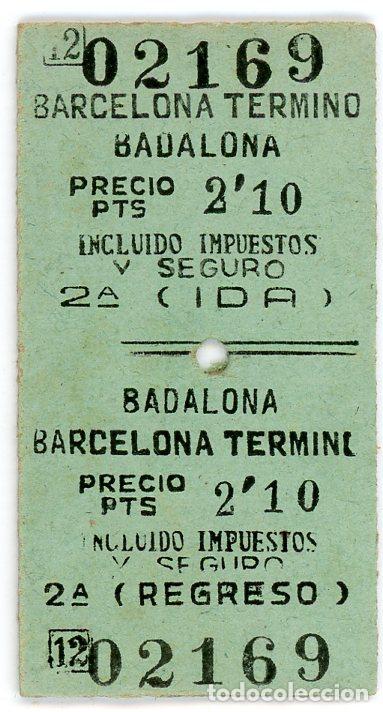 12 02169
BARCELONA TERMINO
BADALONA
PRECIO PTS 2'10
INCLUIDO IMPUESTOS
Y SEGURO
2A (IDA)
BADALONA
BARCELONA TERMINO
PRECIO PTS 2'10
INCLUIDO IMPUESTOS
Y SEGURO
2A (REGRESO)
12 02169
todocoleccion.net